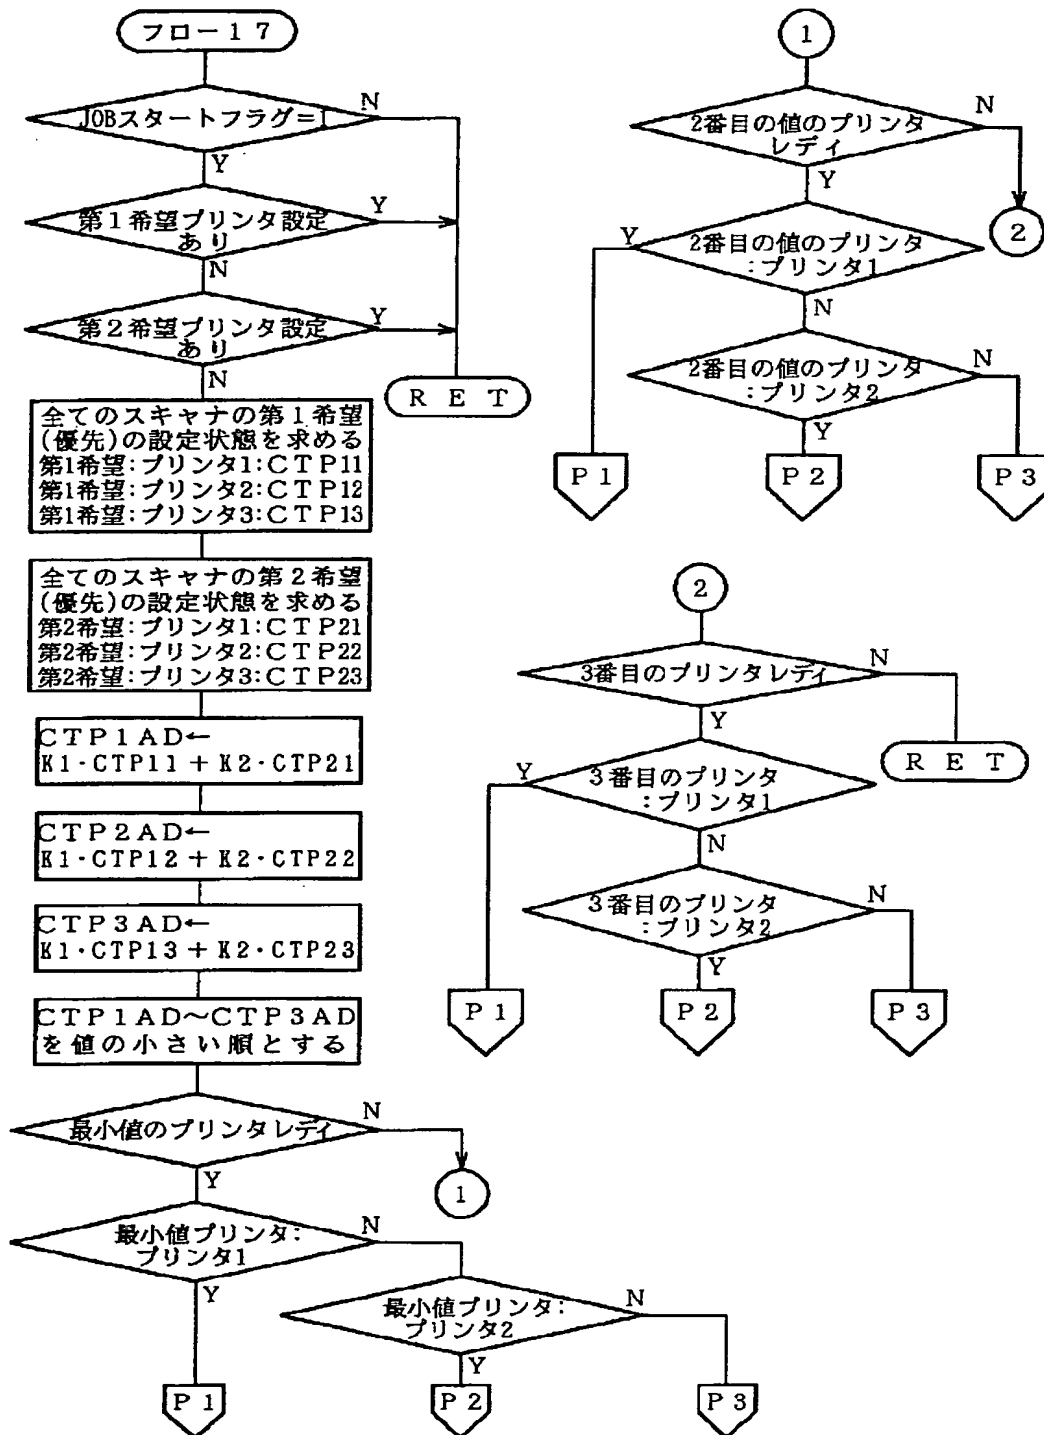 フロー17
JOBスタートフラグ=1
N
Y
第1希望プリンタ設定
あり
Y
N
第2希望プリンタ設定
あり
Y
N
RET
全てのスキャナの第1希望
(優先)の設定状態を求める
第1希望:プリンタ1:CTP11
第1希望:プリンタ2:CTP12
第1希望:プリンタ3:CTP13
全てのスキャナの第2希望
(優先)の設定状態を求める
第2希望:プリンタ1:CTP21
第2希望:プリンタ2:CTP22
第2希望:プリンタ3:CTP23
CTP1AD←
K1·CTP11+K2·CTP21
CTP2AD←
K1·CTP12+K2·CTP22
CTP3AD←
K1·CTP13+K2·CTP23
CTP1AD～CTP3AD
を値の小さい順とする
最小値のプリンタレディ
N
Y
1
最小値プリンタ:
プリンタ1
N
Y
最小値プリンタ:
プリンタ2
N
Y
P1
P2
P3
1
2番目の値のプリンタ
レディ
N
Y
2
2番目の値のプリンタ
:プリンタ1
Y
N
2番目の値のプリンタ
:プリンタ2
N
Y
P1
P2
P3
2
3番目のプリンタレディ
N
Y
RET
3番目のプリンタ
:プリンタ1
Y
N
3番目のプリンタ
:プリンタ2
N
Y
P1
P2
P3